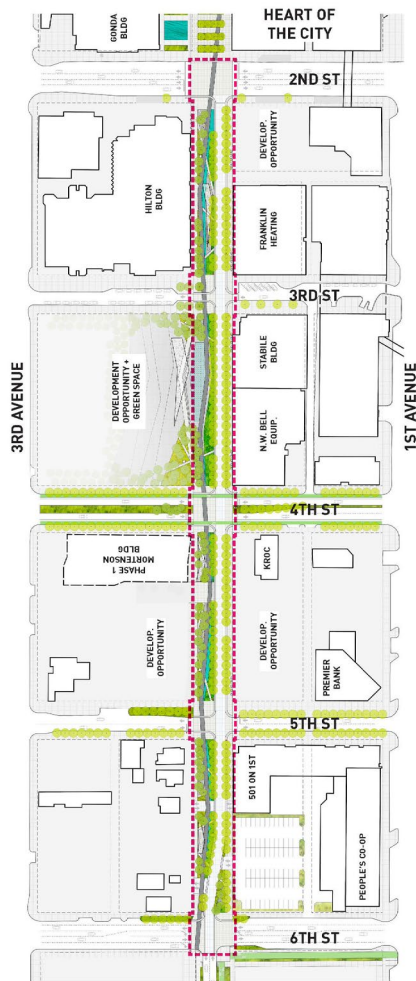 HEART OF
THE CITY
GONDA
BLDG
2ND ST
DEVELOP.
OPPORTUNITY
HILTON
BLDG
FRANKLIN
HEATING
3RD ST
3RD AVENUE
1ST AVENUE
DEVELOPMENT
OPPORTUNITY +
GREEN SPACE
STABILE
BLDG
N.W. BELL
EQUIP.
4TH ST
PHASE 1
MORTENSON
BLDG
KROC
DEVELOP.
OPPORTUNITY
DEVELOP.
OPPORTUNITY
PREMIER
BANK
5TH ST
501 ON 1ST
PEOPLE'S CO-OP
6TH ST